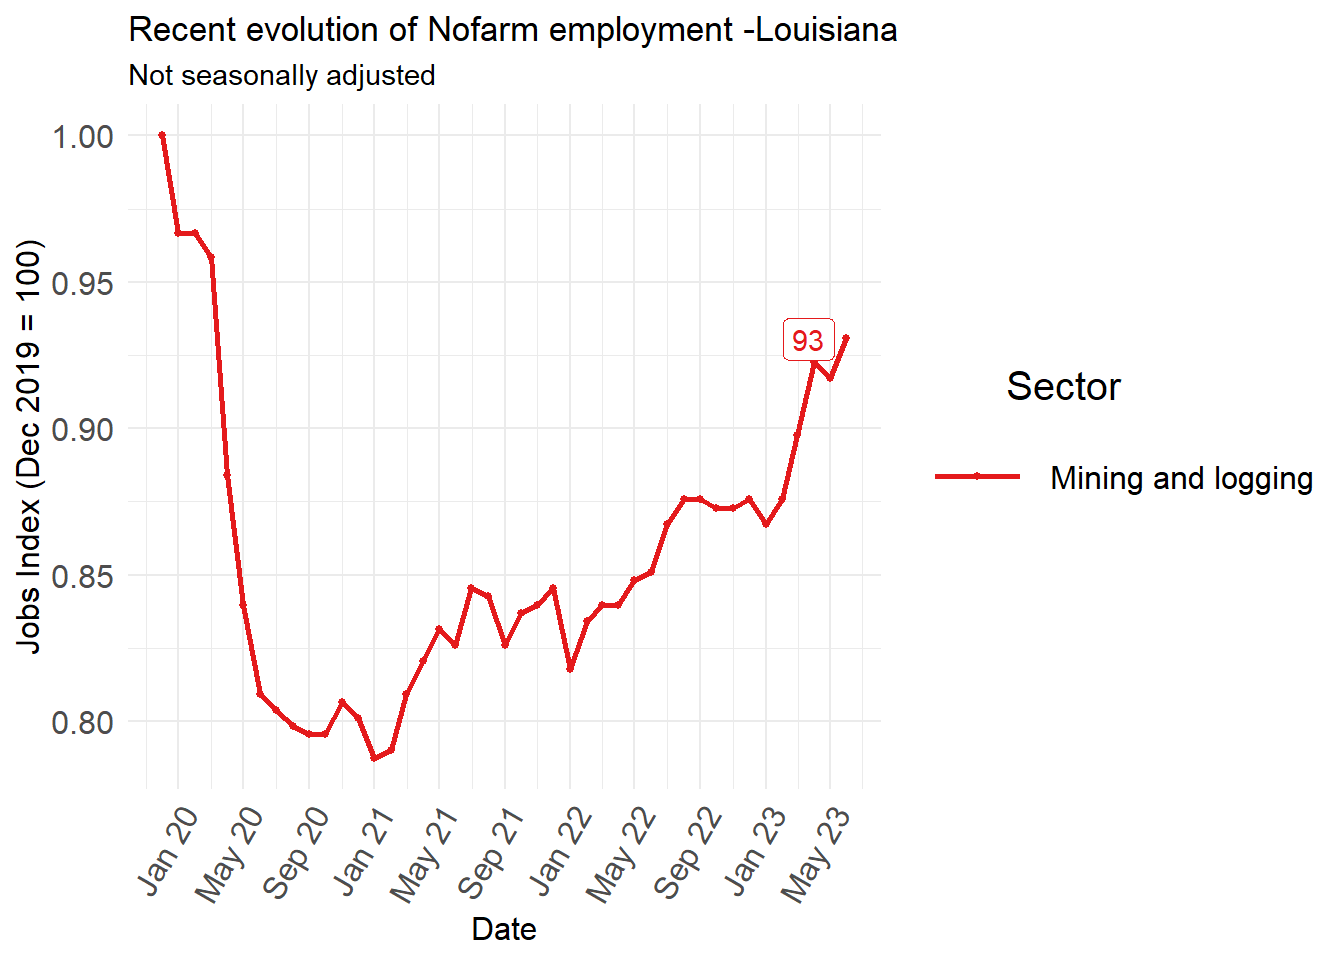 Recent evolution of Nofarm employment -Louisiana
Not seasonally adjusted
Jobs Index (Dec 2019 = 100)
1.00
0.95
0.90
0.85
0.80
93
Jan 20
May 20
Sep 20
Jan 21
May 21
Sep 21
Jan 22
May 22
Sep 22
Jan 23
May 23
Date
Sector
Mining and logging